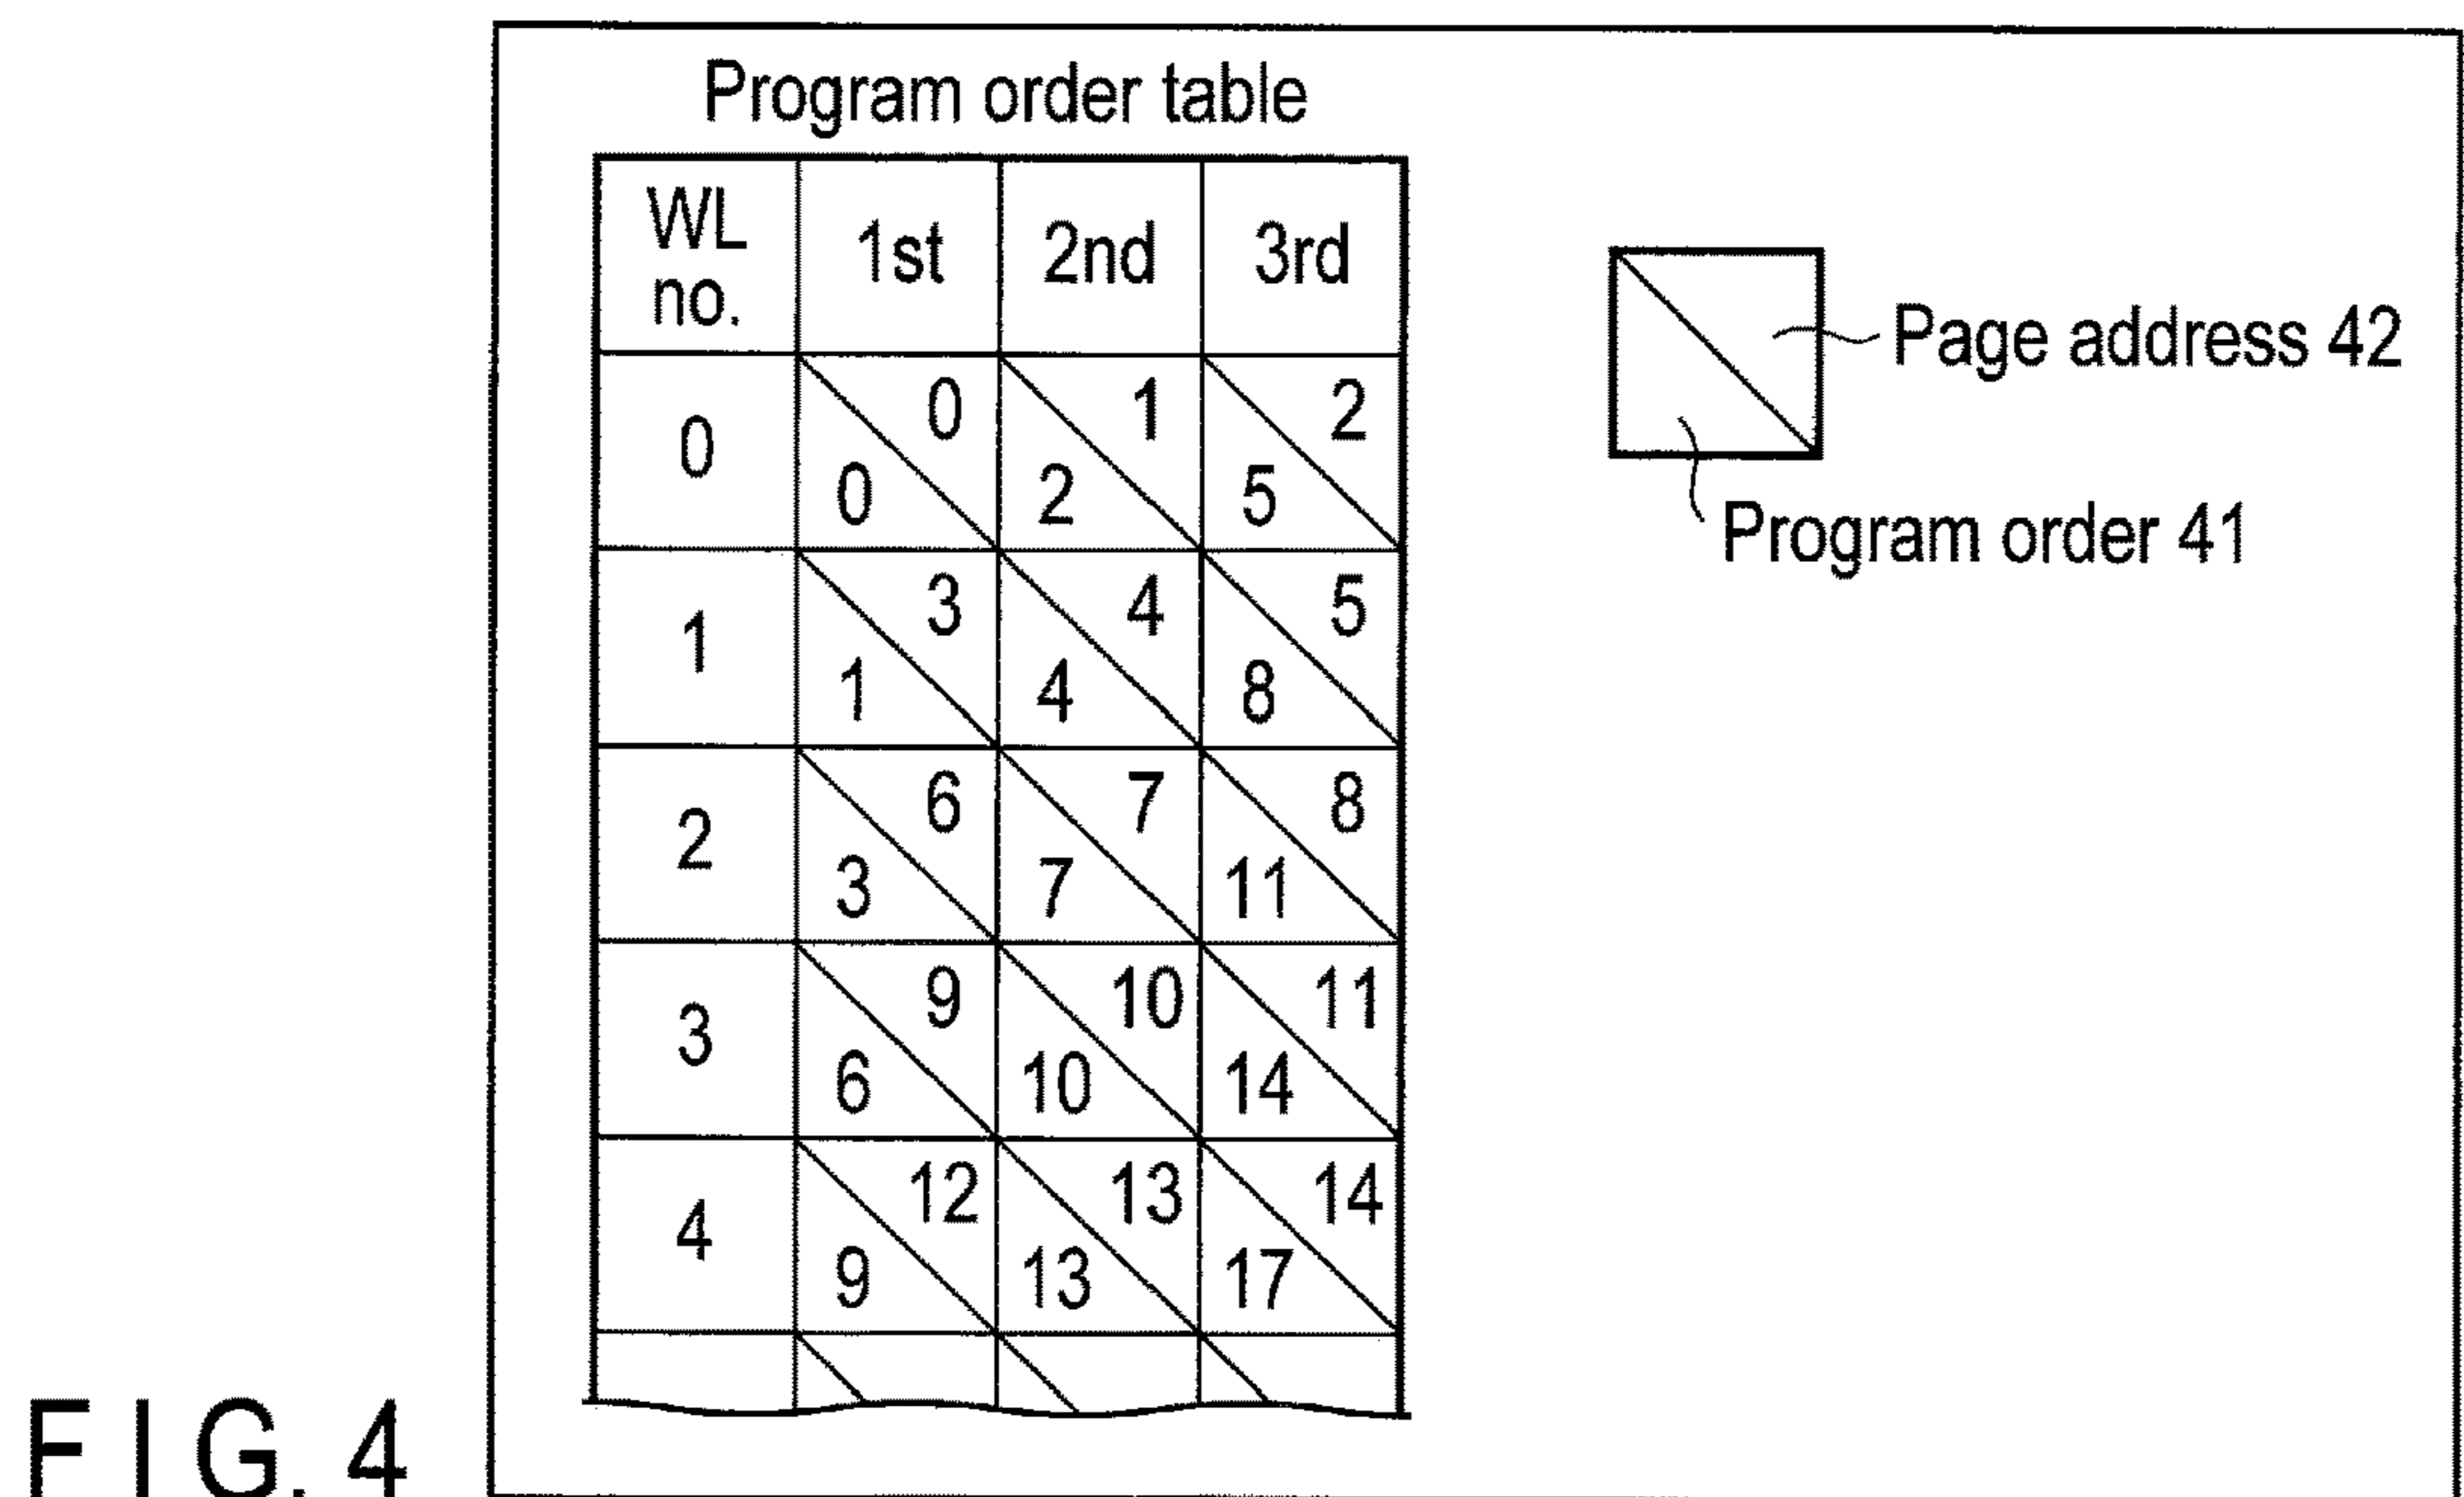 Program order table
WL no. 1st 2nd 3rd
0 0 1 2
0 2 5
1 3 4 5
1 4 8
2 6 7 8
3 7 11
3 9 10 11
6 10 14
4 12 13 14
9 13 17
Page address 42
Program order 41
FIG. 4